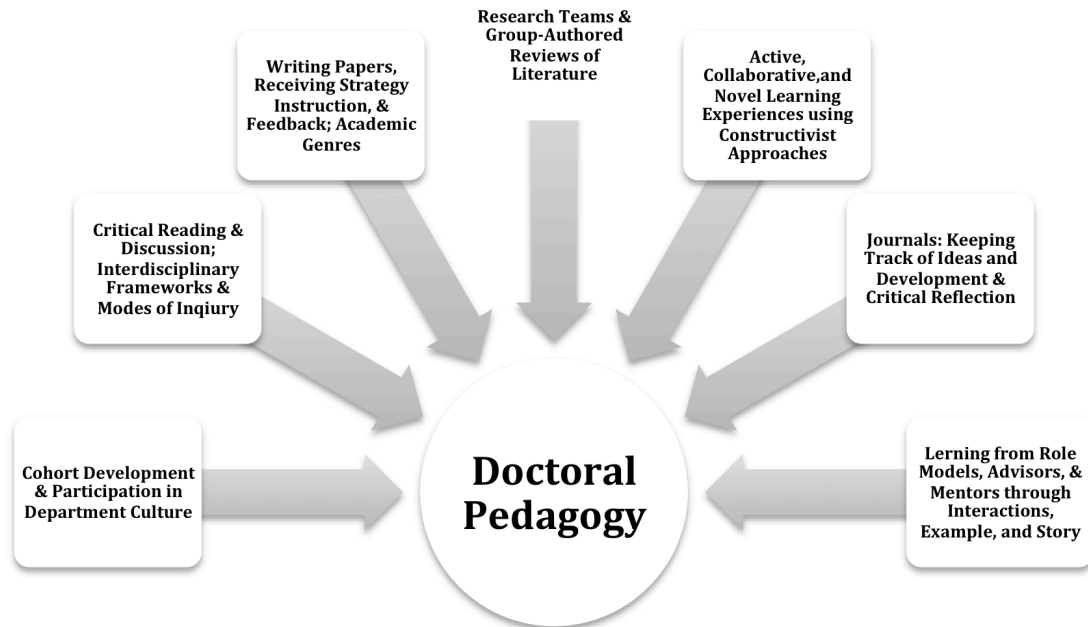 Research Teams &
Group-Authored
Reviews of
Literature
Writing Papers,
Receiving Strategy
Instruction, &
Feedback; Academic
Genres
Active,
Collaborative,and
Novel Learning
Experiences using
Constructivist
Approaches
Critical Reading &
Discussion;
Interdisciplinary
Frameworks &
Modes of Inqiury
Journals: Keeping
Track of Ideas and
Development &
Critical Reflection
Cohort Development
& Participation in
Department Culture
Doctoral
Pedagogy
Lerning from Role
Models, Advisors, &
Mentors through
Interactions,
Example, and Story